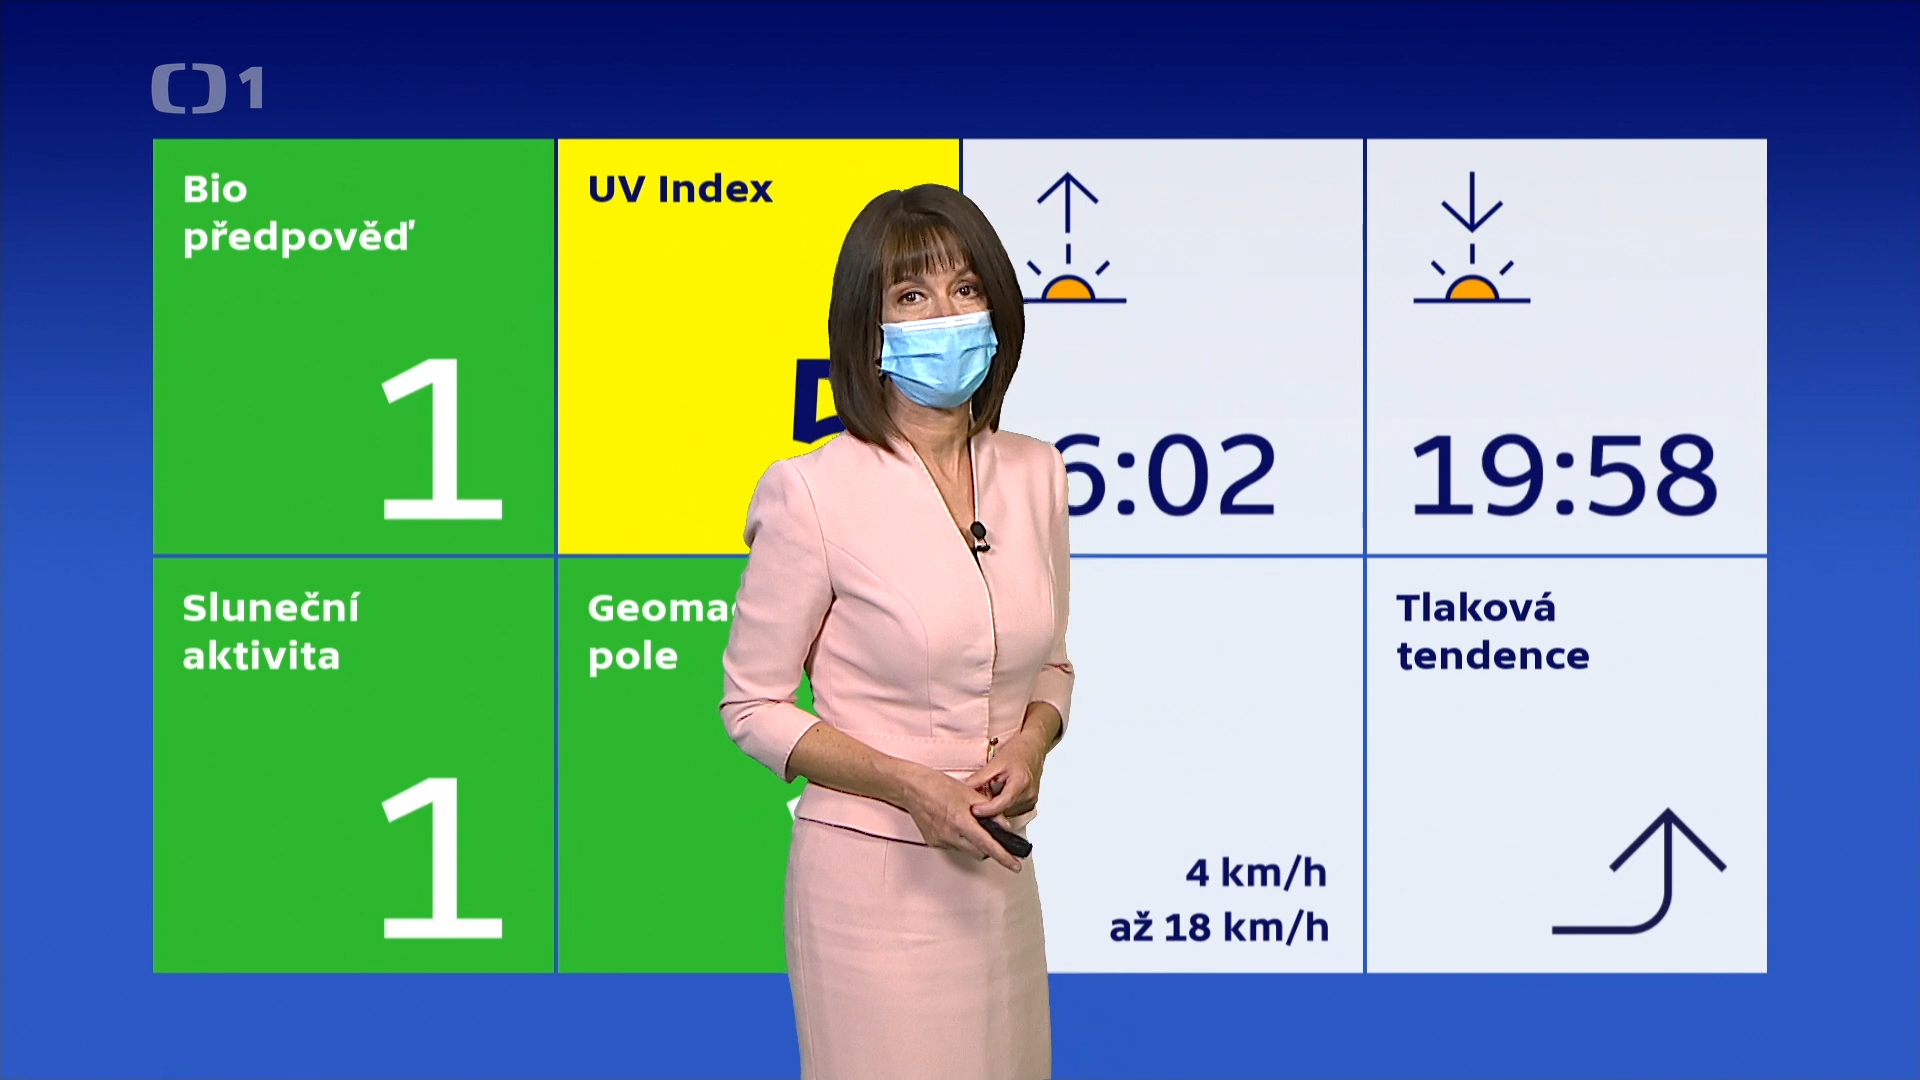 1
Bio
předpověď
1
UV Index
6:02
19:58
Sluneční
aktivita
1
pole
4 km/h
až 18 km/h
Tlaková
tendence